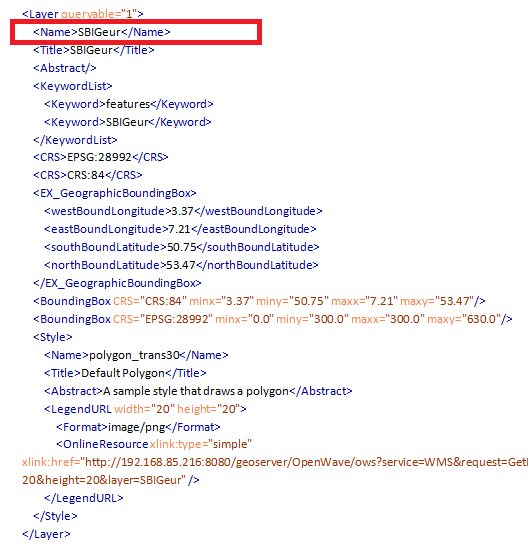 <Layer queryable="1">
<Name>SBIGeur</Name>
<Title>SBIGeur</Title>
<Abstract/>
<KeywordList>
<Keyword>features</Keyword>
<Keyword>SBIGeur</Keyword>
</KeywordList>
<CRS>EPSG:28992</CRS>
<CRS>CRS:84</CRS>
<EX_GeographicBoundingBox>
<westBoundLongitude>3.37</westBoundLongitude>
<eastBoundLongitude>7.21</eastBoundLongitude>
<southBoundLatitude>50.75</southBoundLatitude>
<northBoundLatitude>53.47</northBoundLatitude>
</EX_GeographicBoundingBox>
<BoundingBox CRS="CRS:84" minx="3.37" miny="50.75" maxx="7.21" maxy="53.47"/>
<BoundingBox CRS="EPSG:28992" minx="0.0" miny="300.0" maxx="300.0" maxy="630.0"/>
<Style>
<Name>polygon_trans30</Name>
<Title>Default Polygon</Title>
<Abstract>A sample style that draws a polygon</Abstract>
<LegendURL width="20" height="20">
<Format>image/png</Format>
<OnlineResource xlink:type="simple"
xlink:href="http://192.168.85.216:8080/geoserver/OpenWave/ows?service=WMS&request=Get
20&height=20&layer=SBIGeur" />
</LegendURL>
</Style>
</Layer>